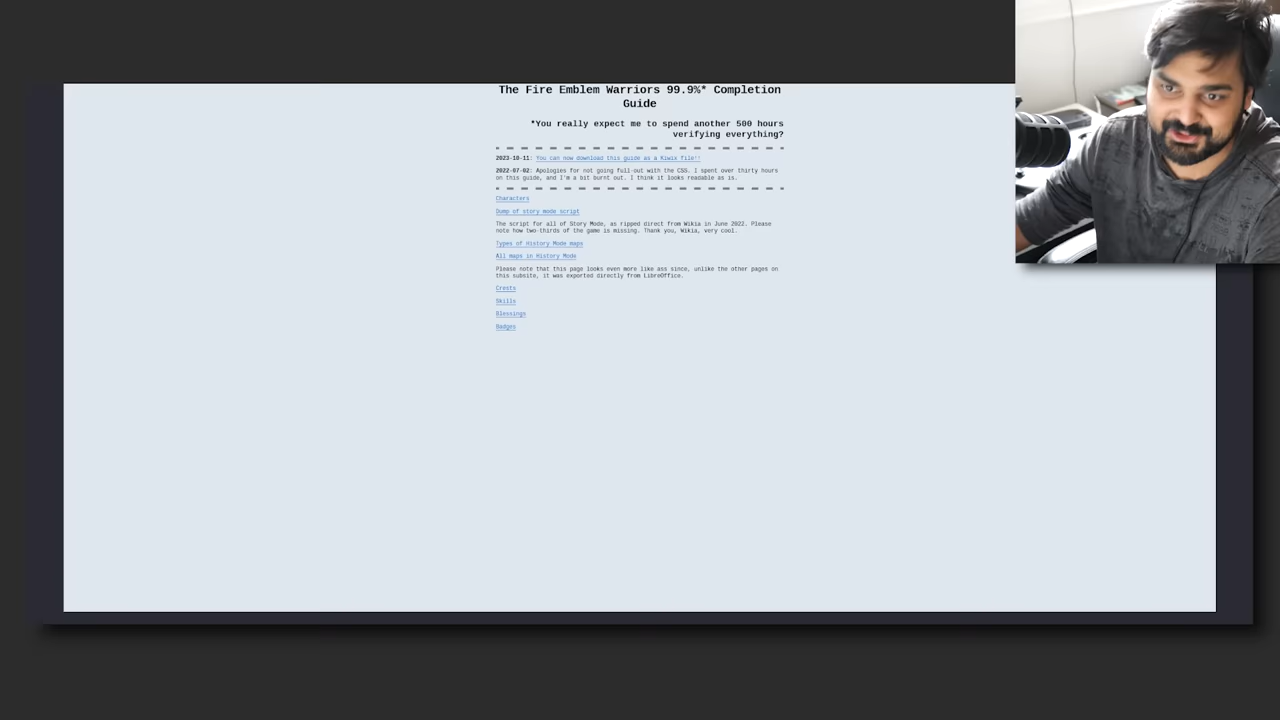 The Fire Emblem Warriors 99.9%* Completion
Guide
*You really expect me to spend another 500 hours
verifying everything?
2023-10-11: You can now download this guide as a Kiwix file!!
2022-07-02: Apologies for not going full-out with the CSS. I spent over thirty hours
on this guide, and I'm a bit burnt out. I think it looks readable as is.
Characters
Dump of story mode script
The script for all of Story Mode, as ripped direct from Wikia in June 2022. Please
note how two-thirds of the game is missing. Thank you, Wikia, very cool.
Types of History Mode maps
All maps in History Mode
Please note that this page looks even more like ass since, unlike the other pages on
this subsite, it was exported directly from LibreOffice.
Crests
Skills
Blessings
Badges